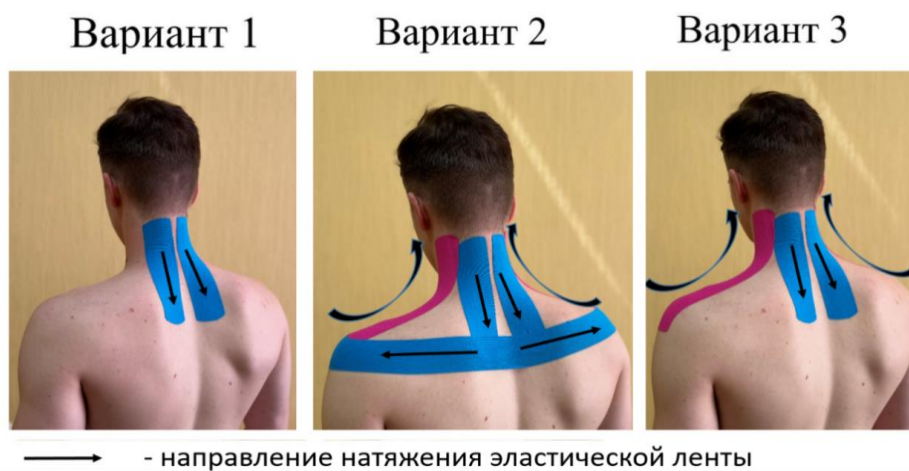 Вариант 1 Вариант 2 Вариант 3
- направление натяжения эластической ленты